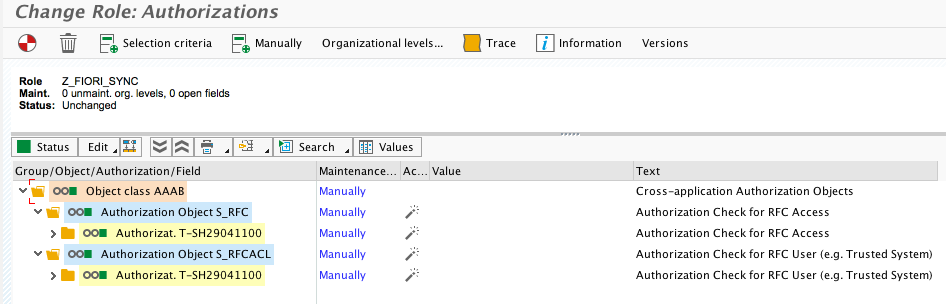 Change Role: Authorizations
Selection criteria Manually Organizational levels... Trace Information Versions
Role Z_FIORI_SYNC
Maint. 0 unmaint. org. levels, 0 open fields
Status: Unchanged
Status Edit Search Values
Group/Object/Authorization/Field Maintenance... Ac... Value Text
Object class AAAB Manually Cross-application Authorization Objects
Authorization Object S_RFC Manually Authorization Check for RFC Access
Authorizat. T-SH29041100 Manually Authorization Check for RFC Access
Authorization Object S_RFCACL Manually Authorization Check for RFC User (e.g. Trusted System)
Authorizat. T-SH29041100 Manually Authorization Check for RFC User (e.g. Trusted System)